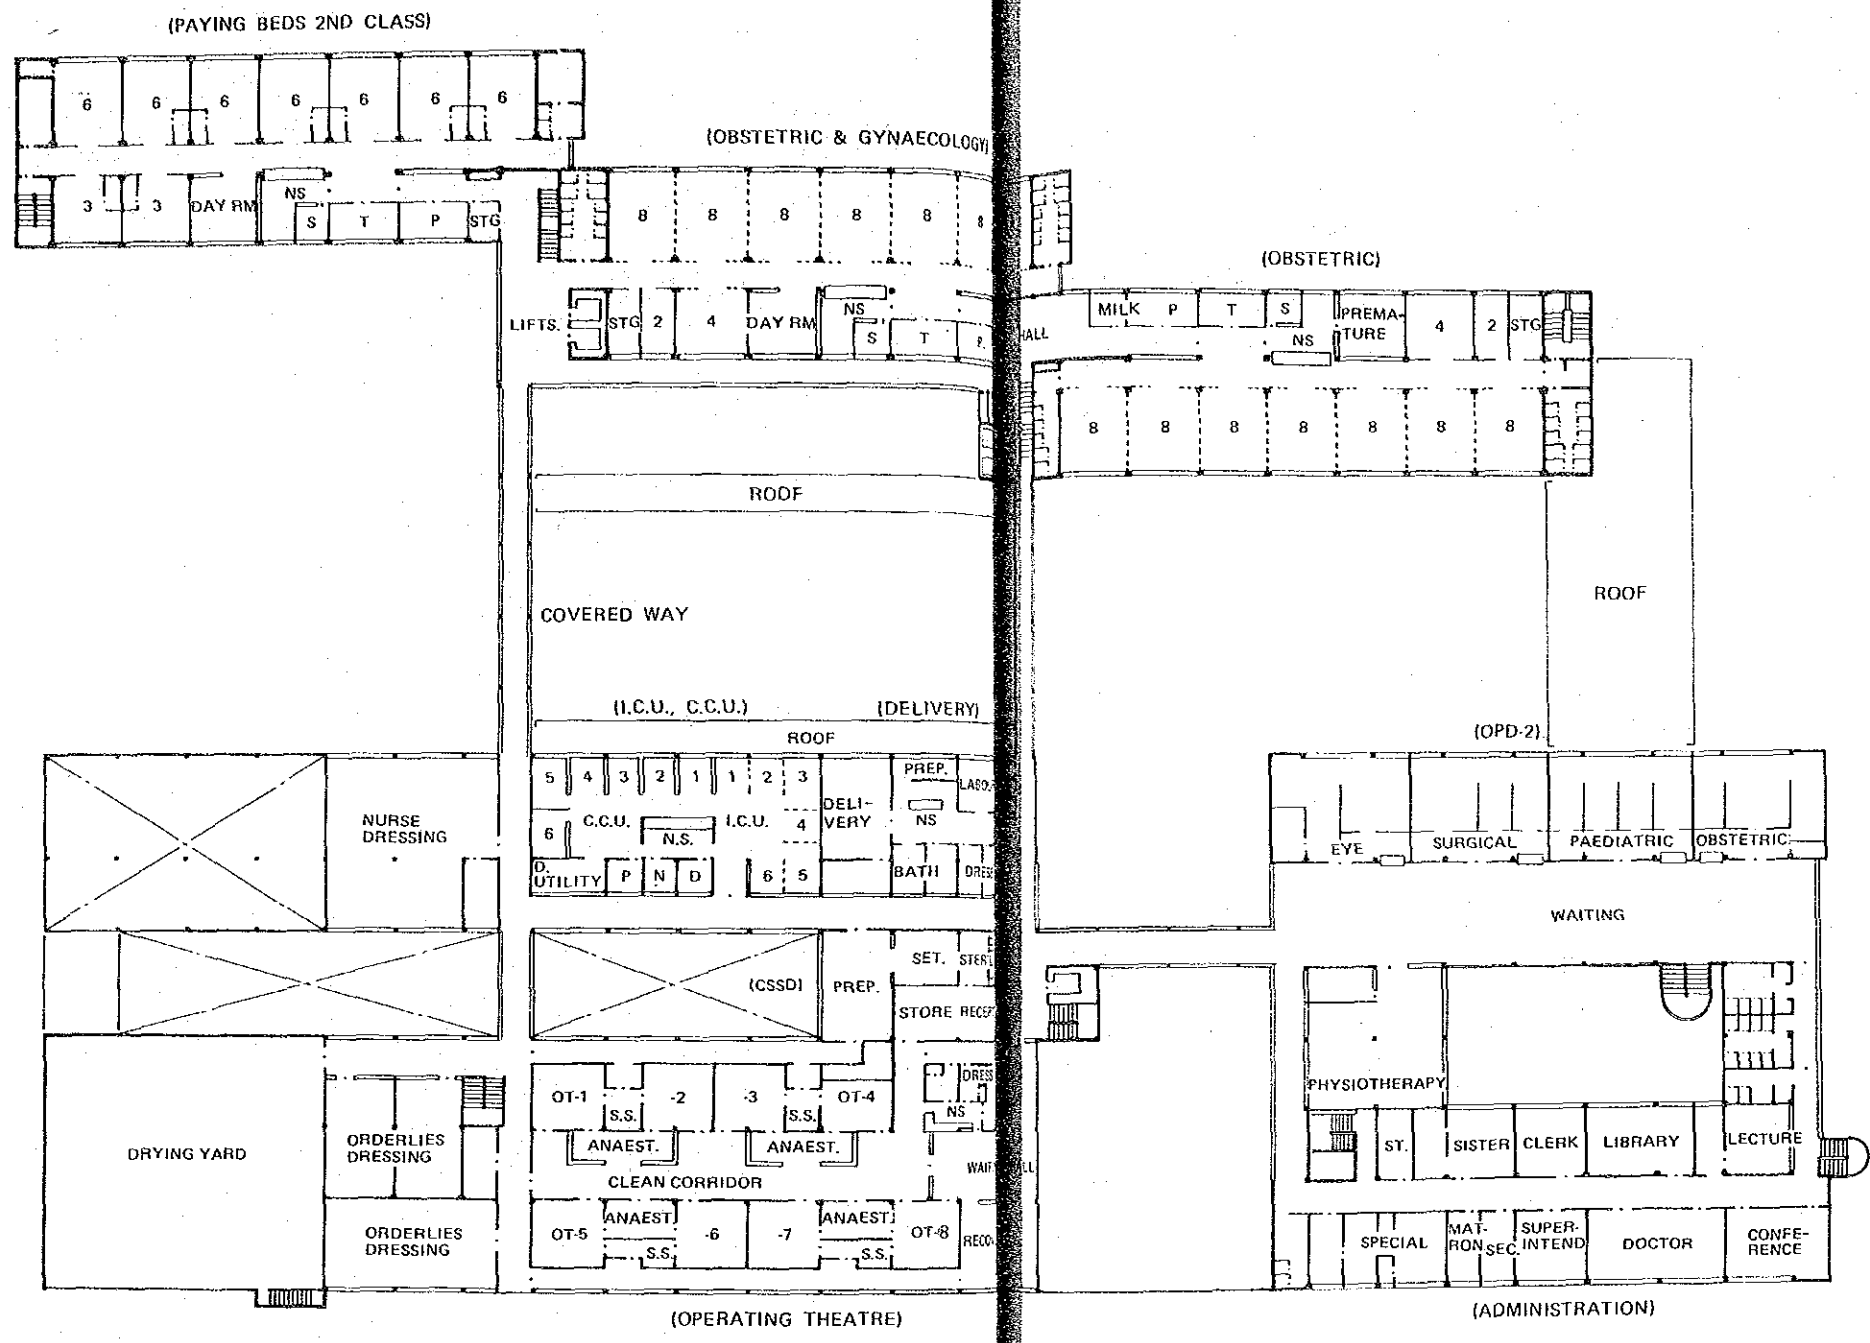 (PAYING BEDS 2ND CLASS)
6 6 6 6 6 6 6
3 3 DAY RM NS S T P STG
(OBSTETRIC & GYNAECOLOGY)
8 8 8 8 8 8
LIFTS. STG 2 4 DAY RM NS S T P.
HALL
(OBSTETRIC)
MILK P T S NS PREMA-
TURE 4 2 STG
8 8 8 8 8 8 8
ROOF
COVERED WAY
ROOF
(I.C.U., C.C.U.) (DELIVERY)
ROOF
(OPD-2)
NURSE
DRESSING
5 4 3 2 1 1 2 3
6 C.C.U. N.S. I.C.U. 4
D.
UTILITY P N D 6 5
DELI-
VERY
PREP.
NS
BATH
EYE SURGICAL PAEDIATRIC OBSTETRIC
WAITING
(CSSD) PREP. SET.
STORE
PHYSIOTHERAPY
OT-1 S.S. -2 -3 S.S. OT-4
DRESS
NS
ANAEST. ANAEST.
CLEAN CORRIDOR
DRYING YARD
ORDERLIES
DRESSING
ST. SISTER CLERK LIBRARY LECTURE
ORDERLIES
DRESSING
OT-5 ANAEST. S.S. -6 -7 ANAEST. S.S. OT-8
SPECIAL MAT-
RON SEC. SUPER-
INTEND DOCTOR CONFE-
RENCE
(OPERATING THEATRE)
(ADMINISTRATION)